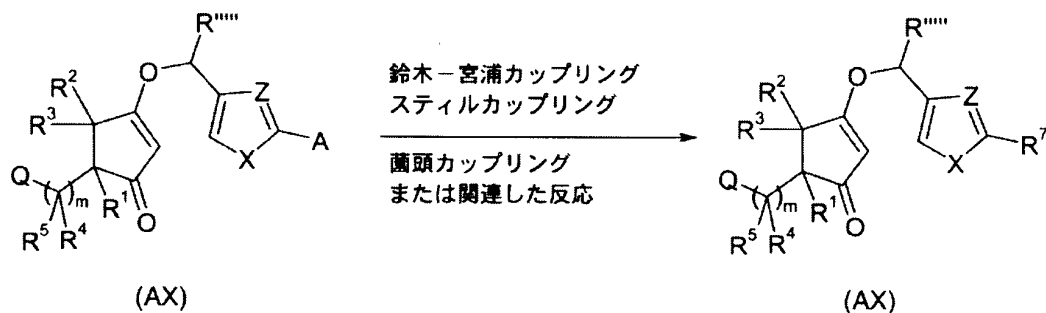 R'''''
O
R²
R³
Z
X
A
Q
( )m
R¹
O
R⁵ R⁴
(AX)
鈴木－宮浦カップリング
スティルカップリング
薗頭カップリング
または関連した反応
R'''''
O
R²
R³
Z
X
R⁷
Q
( )m
R¹
O
R⁵ R⁴
(AX)